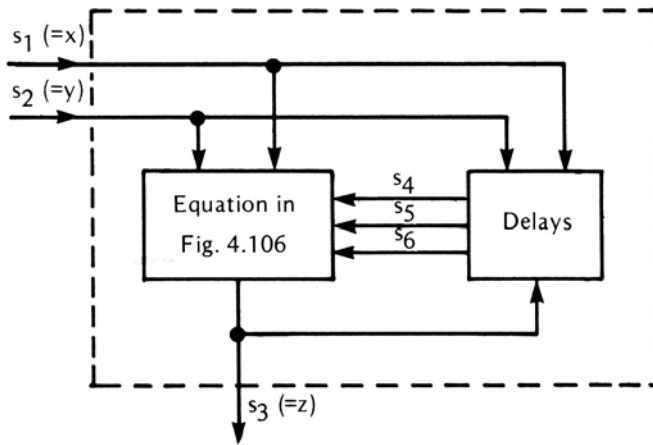 s₁ (=x)
s₂ (=y)
s₄
s₅
s₆
Equation in
Fig. 4.106
Delays
s₃ (=z)